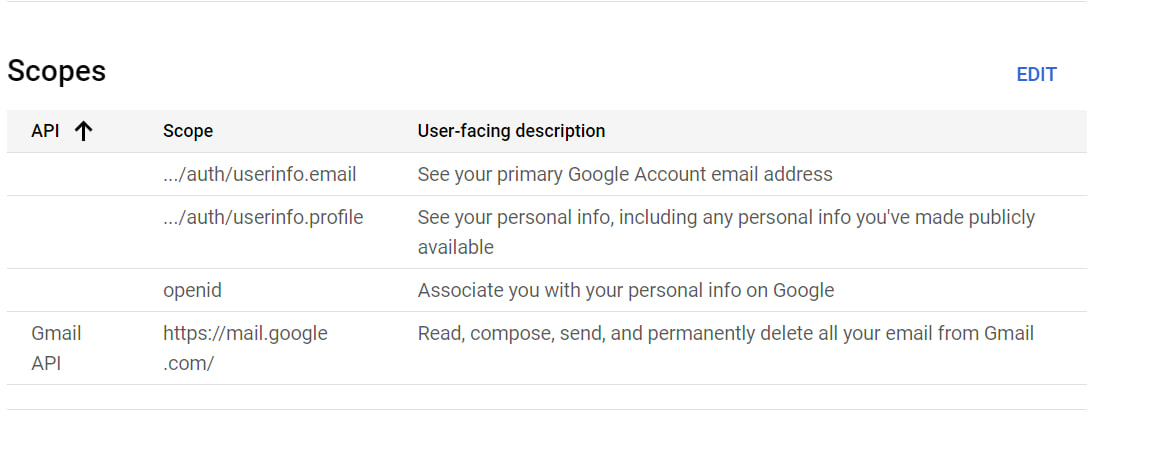 Scopes
EDIT
API Scope User-facing description
.../auth/userinfo.email See your primary Google Account email address
.../auth/userinfo.profile See your personal info, including any personal info you've made publicly
available
openid Associate you with your personal info on Google
Gmail https://mail.google Read, compose, send, and permanently delete all your email from Gmail
API .com/